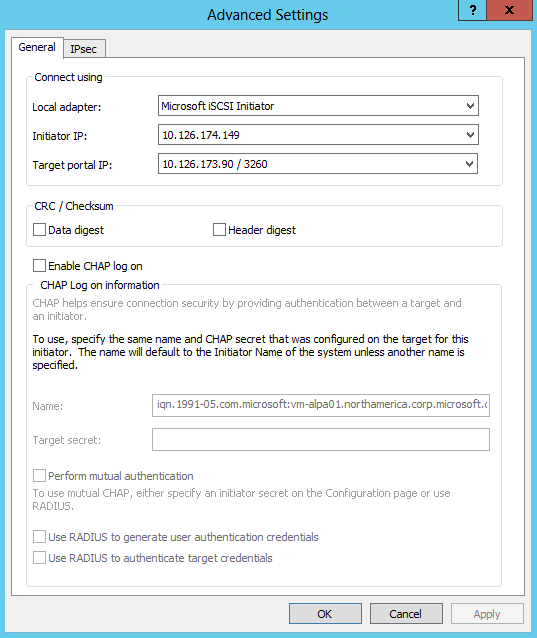 Advanced Settings
? x
General IPsec
Connect using
Local adapter: Microsoft iSCSI Initiator
Initiator IP: 10.126.174.149
Target portal IP: 10.126.173.90 / 3260
CRC / Checksum
Data digest Header digest
Enable CHAP log on
CHAP Log on information
CHAP helps ensure connection security by providing authentication between a target and
an initiator.
To use, specify the same name and CHAP secret that was configured on the target for this
initiator. The name will default to the Initiator Name of the system unless another name is
specified.
Name: iqn.1991-05.com.microsoft:vm-alpa01.northamerica.corp.microsoft.c
Target secret:
Perform mutual authentication
To use mutual CHAP, either specify an initiator secret on the Configuration page or use
RADIUS.
Use RADIUS to generate user authentication credentials
Use RADIUS to authenticate target credentials
OK Cancel Apply